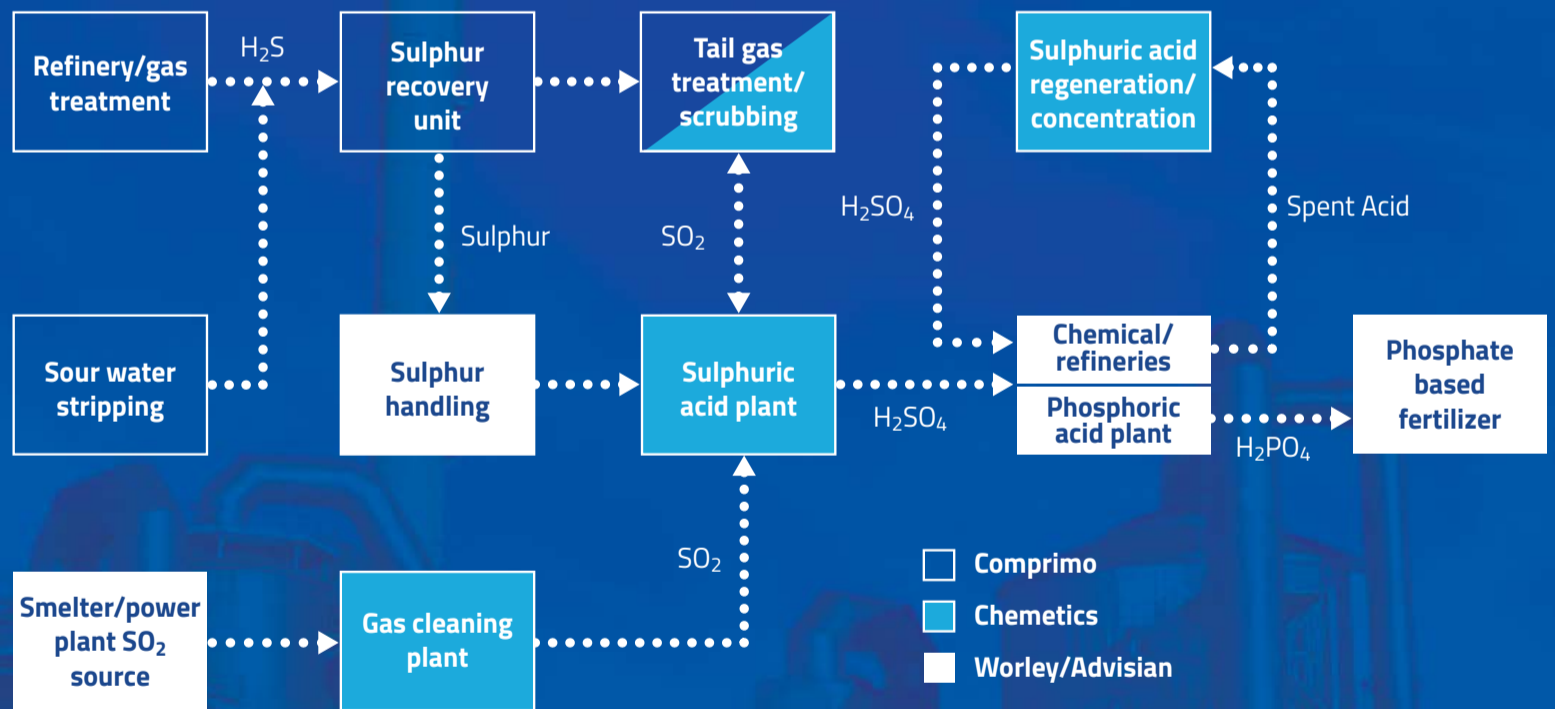 Refinery/gas
treatment
H₂S
Sulphur
recovery
unit
Tail gas
treatment/
scrubbing
Sulphuric acid
regeneration/
concentration
Sulphur
SO₂
H₂SO₄
Spent Acid
Sour water
stripping
Sulphur
handling
Sulphuric
acid plant
H₂SO₄
Chemical/
refineries
Phosphoric
acid plant
H₂PO₄
Phosphate
based
fertilizer
Smelter/power
plant SO₂
source
Gas cleaning
plant
SO₂
Comprimo
Chemetics
Worley/Advisian